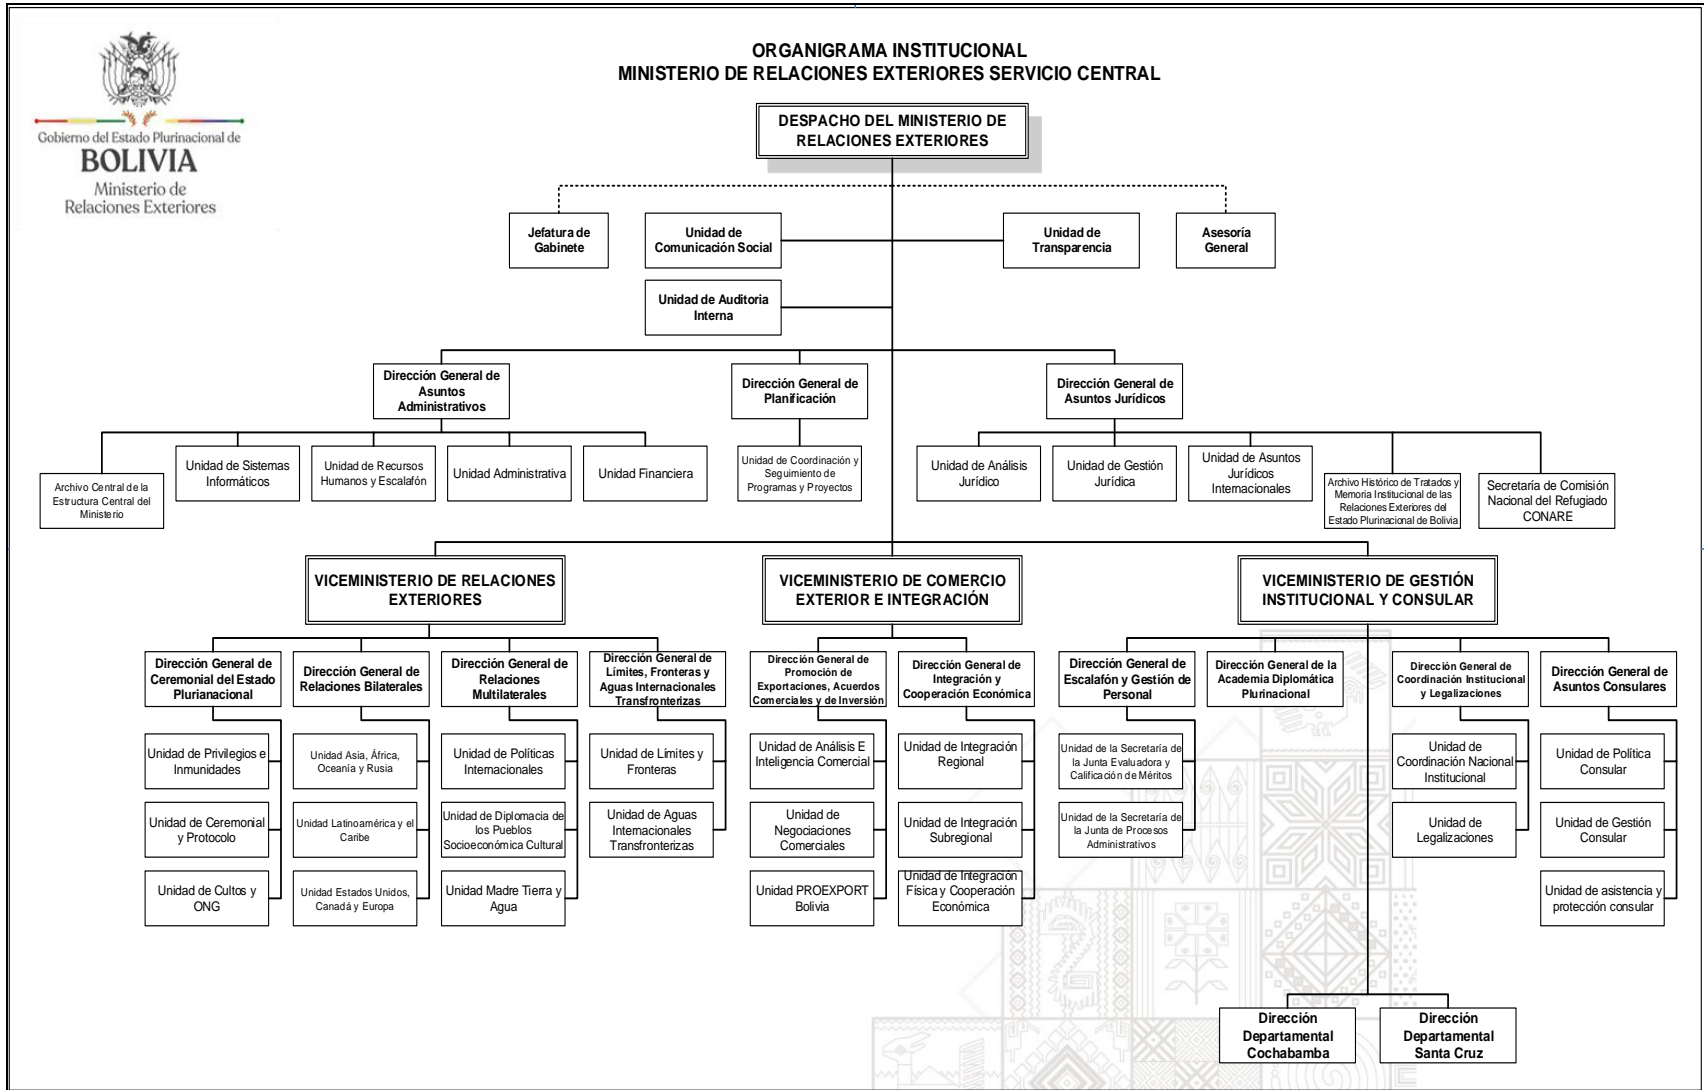 Gobierno del Estado Plurinacional de
BOLIVIA
Ministerio de
Relaciones Exteriores
ORGANIGRAMA INSTITUCIONAL
MINISTERIO DE RELACIONES EXTERIORES SERVICIO CENTRAL
DESPACHO DEL MINISTERIO DE
RELACIONES EXTERIORES
Jefatura de
Gabinete
Unidad de
Comunicación Social
Unidad de
Transparencia
Asesoría
General
Unidad de Auditoria
Interna
Dirección General de
Asuntos
Administrativos
Dirección General de
Planificación
Dirección General de
Asuntos Jurídicos
Archivo Central de la
Estructura Central del
Ministerio
Unidad de Sistemas
Informáticos
Unidad de Recursos
Humanos y Escalafón
Unidad Administrativa
Unidad Financiera
Unidad de Coordinación y
Seguimiento de
Programas y Proyectos
Unidad de Análisis
Jurídico
Unidad de Gestión
Jurídica
Unidad de Asuntos
Jurídicos
Internacionales
Archivo Histórico de Tratados y
Memoria Institucional de las
Relaciones Exteriores del
Estado Plurinacional de Bolivia
Secretaría de Comisión
Nacional del Refugiado
CONARE
VICEMINISTERIO DE RELACIONES
EXTERIORES
VICEMINISTERIO DE COMERCIO
EXTERIOR E INTEGRACIÓN
VICEMINISTERIO DE GESTIÓN
INSTITUCIONAL Y CONSULAR
Dirección General de
Ceremonial del Estado
Plurianacional
Dirección General de
Relaciones Bilaterales
Dirección General de
Relaciones
Multilaterales
Dirección General de
Límites, Fronteras y
Aguas Internacionales
Transfronterizas
Dirección General de
Promoción de
Exportaciones, Acuerdos
Comerciales y de Inversión
Dirección General de
Integración y
Cooperación Económica
Dirección General de
Escalafón y Gestión de
Personal
Dirección General de la
Academia Diplomática
Plurinacional
Dirección General de
Coordinación Institucional
y Legalizaciones
Dirección General de
Asuntos Consulares
Unidad de Privilegios e
Inmunidades
Unidad Asia, África,
Oceanía y Rusia
Unidad de Políticas
Internacionales
Unidad de Límites y
Fronteras
Unidad de Análisis E
Inteligencia Comercial
Unidad de Integración
Regional
Unidad de la Secretaría de
la Junta Evaluadora y
Calificación de Méritos
Unidad de
Coordinación Nacional
Institucional
Unidad de Política
Consular
Unidad de Ceremonial
y Protocolo
Unidad Latinoamérica y el
Caribe
Unidad de Diplomacia de
los Pueblos
Socioeconómica Cultural
Unidad de Aguas
Internacionales
Transfronterizas
Unidad de
Negociaciones
Comerciales
Unidad de Integración
Subregional
Unidad de la Secretaría de
la Junta de Procesos
Administrativos
Unidad de
Legalizaciones
Unidad de Gestión
Consular
Unidad de Cultos y
ONG
Unidad Estados Unidos,
Canadá y Europa
Unidad Madre Tierra y
Agua
Unidad PROEXPORT
Bolivia
Unidad de Integración
Física y Cooperación
Económica
Unidad de asistencia y
protección consular
Dirección
Departamental
Cochabamba
Dirección
Departamental
Santa Cruz